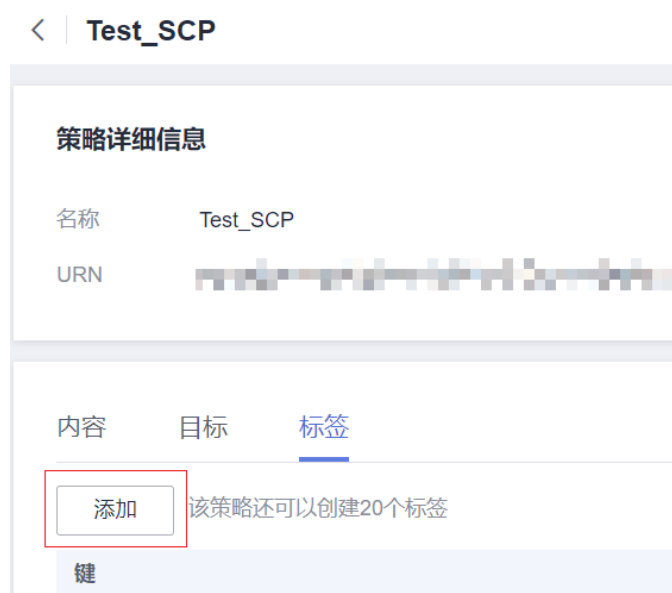 Test_SCP
策略详细信息
名称 Test_SCP
URN
内容 目标 标签
添加 该策略还可以创建20个标签
键